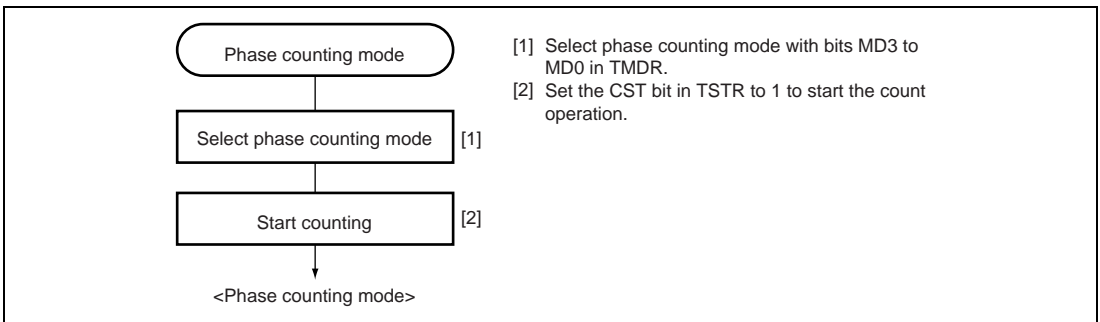 Phase counting mode
Select phase counting mode [1]
Start counting [2]
<Phase counting mode>
[1] Select phase counting mode with bits MD3 to
MD0 in TMDR.
[2] Set the CST bit in TSTR to 1 to start the count
operation.